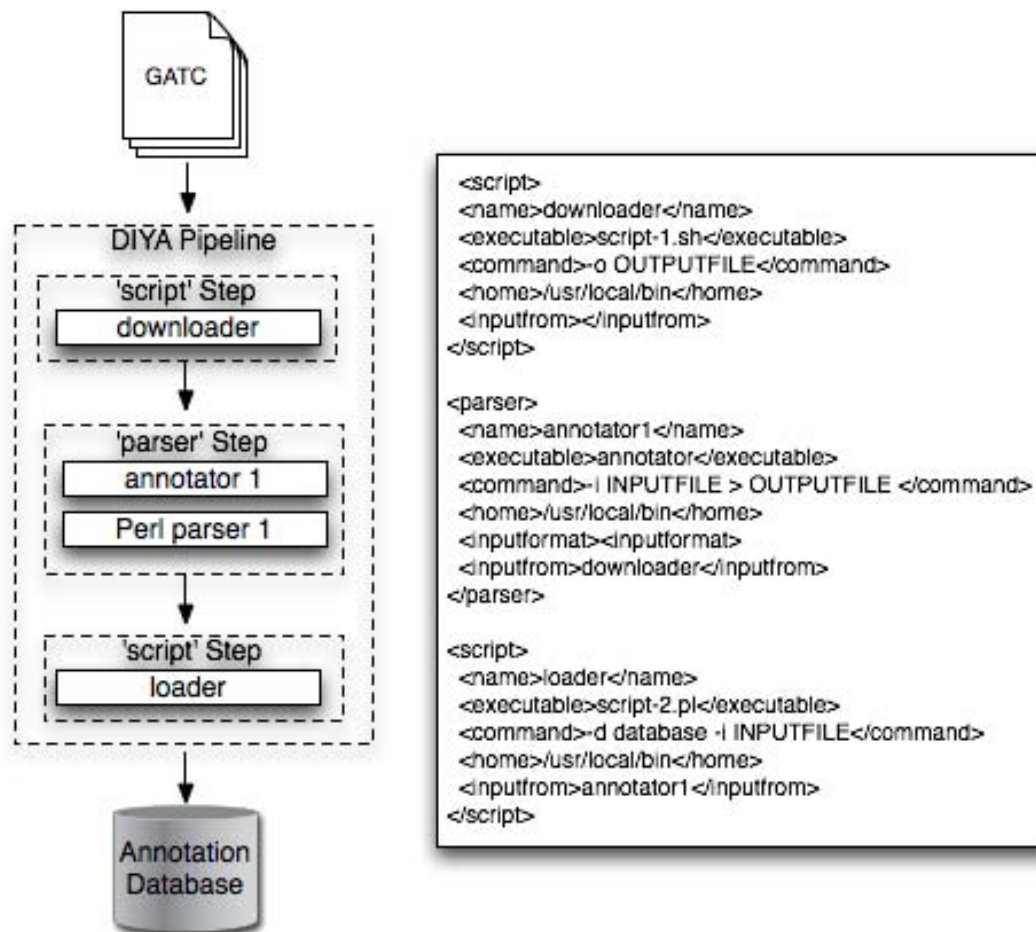 GATC
DIYA Pipeline
'script' Step
downloader
'parser' Step
annotator 1
Perl parser 1
'script' Step
loader
Annotation
Database
<script>
<name>downloader</name>
<executable>script-1.sh</executable>
<command>-o OUTPUTFILE</command>
<home>/usr/local/bin</home>
<inputfrom></inputfrom>
</script>
<parser>
<name>annotator1</name>
<executable>annotator</executable>
<command>-i INPUTFILE > OUTPUTFILE </command>
<home>/usr/local/bin</home>
<inputformat><inputformat>
<inputfrom>downloader</inputfrom>
</parser>
<script>
<name>loader</name>
<executable>script-2.pl</executable>
<command>-d database -i INPUTFILE</command>
<home>/usr/local/bin</home>
<inputfrom>annotator1</inputfrom>
</script>